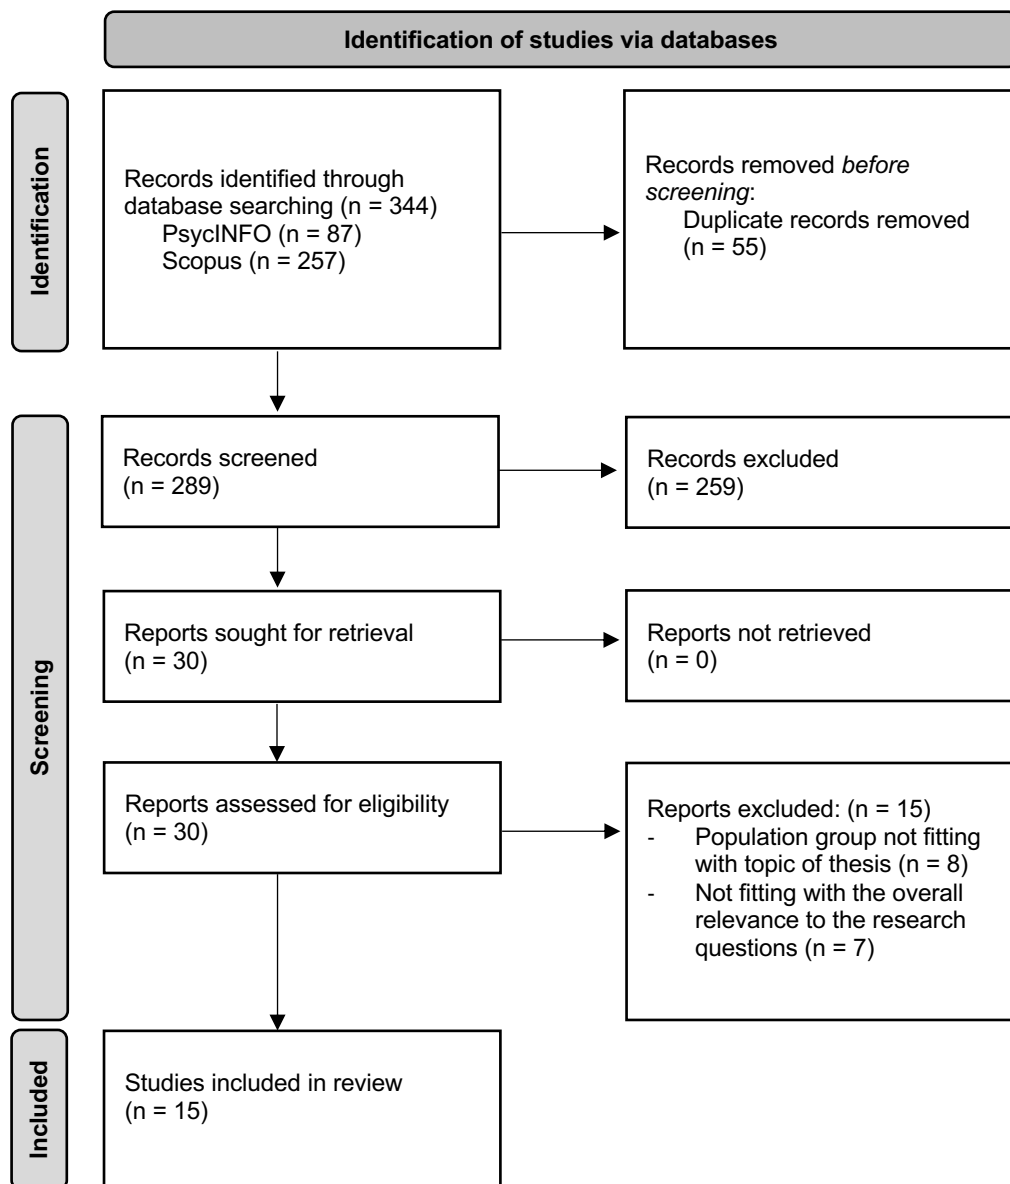 Identification of studies via databases
Identification
Records identified through
database searching (n = 344)
PsycINFO (n = 87)
Scopus (n = 257)
Records removed before
screening:
Duplicate records removed
(n = 55)
Screening
Records screened
(n = 289)
Records excluded
(n = 259)
Reports sought for retrieval
(n = 30)
Reports not retrieved
(n = 0)
Reports assessed for eligibility
(n = 30)
Reports excluded: (n = 15)
- Population group not fitting
with topic of thesis (n = 8)
- Not fitting with the overall
relevance to the research
questions (n = 7)
Included
Studies included in review
(n = 15)